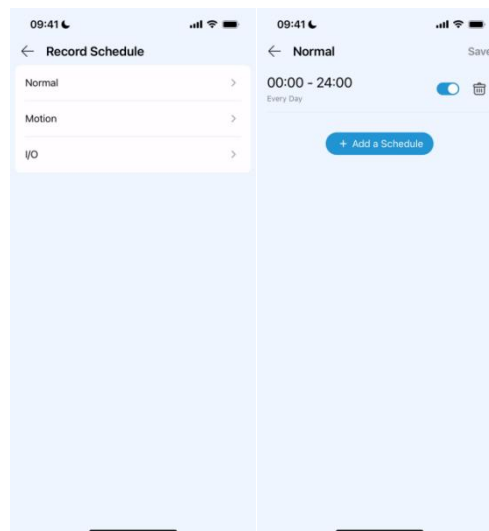 09:41
Record Schedule
Normal
Motion
I/O
09:41
Normal
Save
00:00 - 24:00
Every Day
+ Add a Schedule